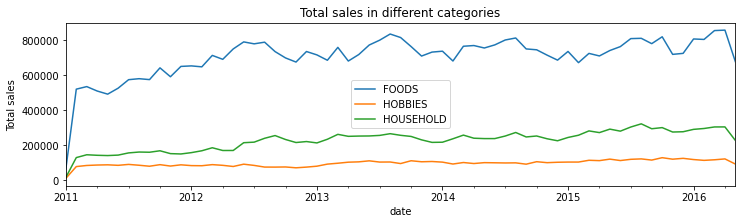 Total sales in different categories
Total sales
800000
600000
400000
200000
0
FOODS
HOBBIES
HOUSEHOLD
2011
2012
2013
2014
2015
2016
date